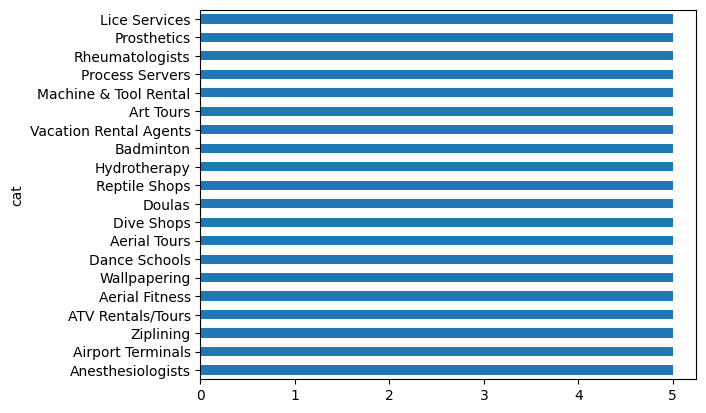 Lice Services
Prosthetics
Rheumatologists
Process Servers
Machine & Tool Rental
Art Tours
Vacation Rental Agents
Badminton
Hydrotherapy
Reptile Shops
Doulas
Dive Shops
Aerial Tours
Dance Schools
Wallpapering
Aerial Fitness
ATV Rentals/Tours
Ziplining
Airport Terminals
Anesthesiologists
cat
0 1 2 3 4 5